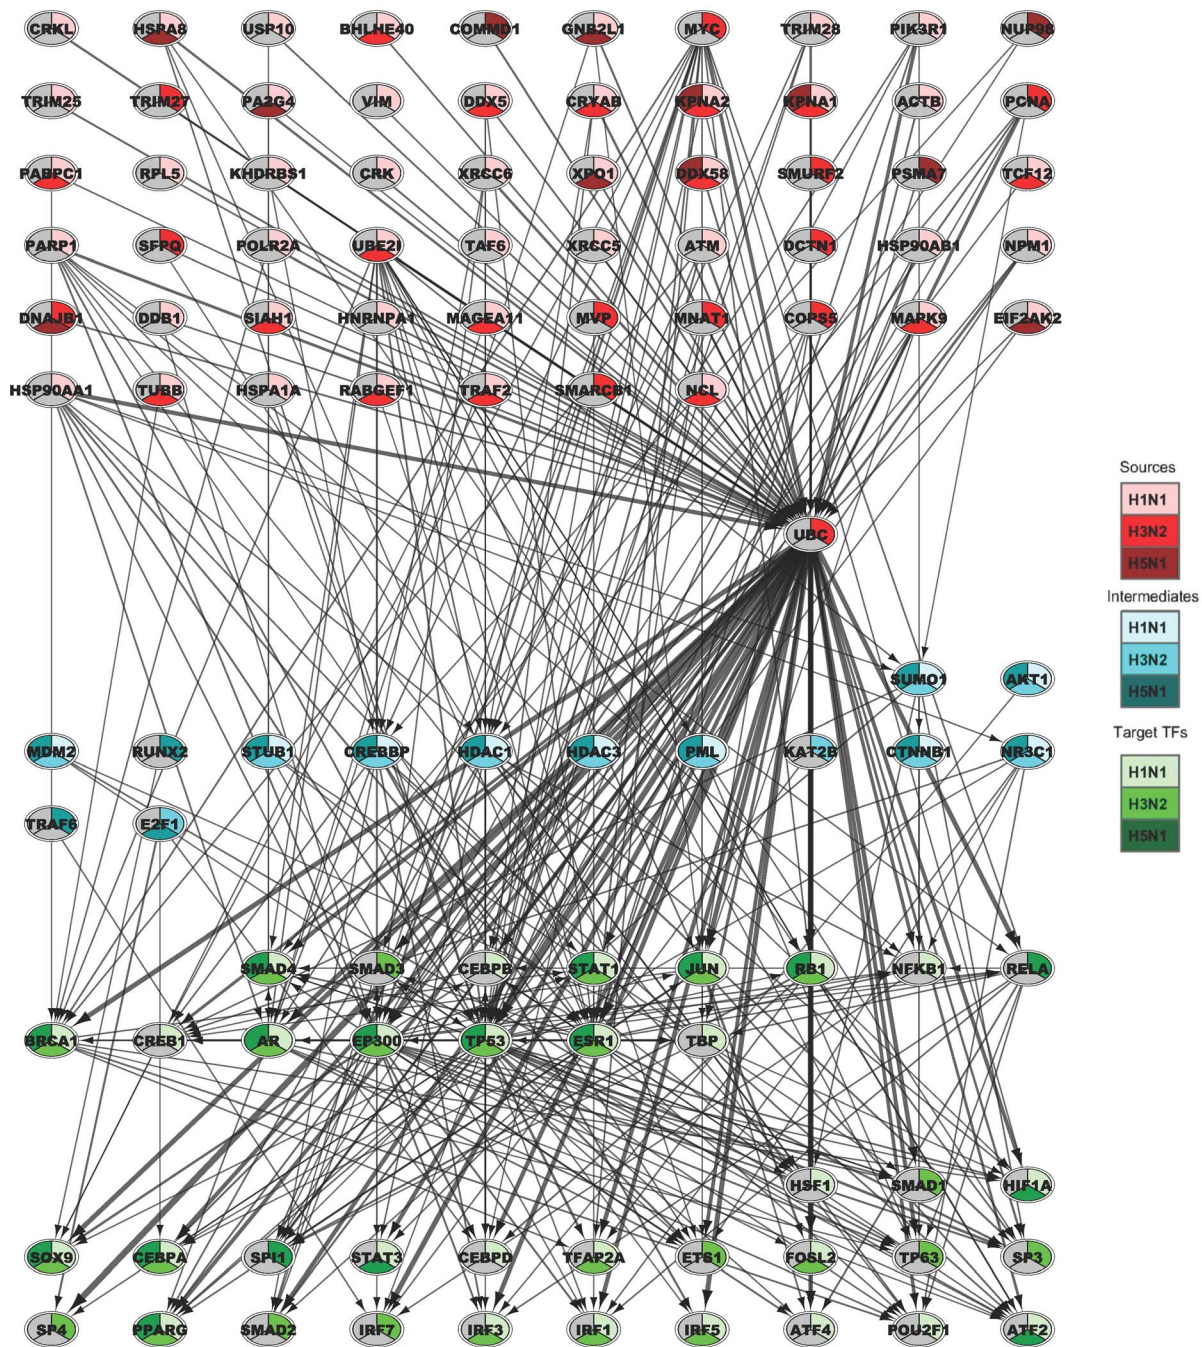 CRKL HSPA8 USP10 BHLHE40 COMMD1 GNB2L1 MYC TRIM28 PIK3R1 NUP98
TRIM25 TRIM27 PA2G4 VIM DDX5 CRYAB KPNA2 KPNA1 ACTB PCNA
PABPC1 RPL5 KHDRBS1 CRK XRCC6 XPO1 DDX58 SMURF2 PSMA7 TCF12
PARP1 SFPQ POLR2A UBE2I TAF6 XRCC5 ATM DCTN1 HSP90AB1 NPM1
DNAJB1 DDB1 SIAH1 HNRNPA1 MAGEA11 MVP MNAT1 COPS5 MAPK9 EIF2AK2
HSP90AA1 TUBB HSPA1A RABGEF1 TRAF2 SMARCB1 NCL
Sources
H1N1
H3N2
H5N1
UBC
Intermediates
H1N1
H3N2
H5N1
SUMO1 AKT1
Target TFs
H1N1
H3N2
H5N1
MDM2 RUNX2 STUB1 CREBBP HDAC1 HDAC3 PML KAT2B CTNNB1 NR3C1
TRAF6 E2F1
SMAD4 SMAD3 CEBPB STAT1 JUN RB1 NFKB1 RELA
BRCA1 CREB1 AR EP300 TP53 ESR1 TBP
HSF1 SMAD1 HIF1A
SOX9 CEBPA SPI1 STAT3 CEBPD TFAP2A ETS1 FOSL2 TP63 SP3
SP4 PPARG SMAD2 IRF7 IRF3 IRF1 IRF5 ATF4 POU2F1 ATF2